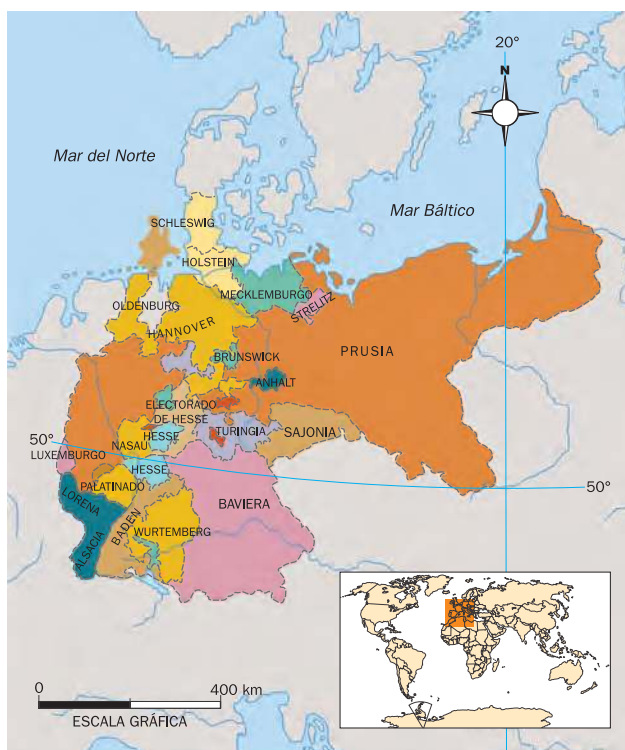 20°
N
Mar del Norte
Mar Báltico
SCHLESWIG
HOLSTEIN
MECKLEMBURGO
STRELITZ
OLDENBURG
HANNOVER
PRUSIA
BRUNSWICK
ANHALT
ELECTORADO
DE HESSE
HESSE
TURINGIA
SAJONIA
NASAU
50°
LUXEMBURGO
HESSE
50°
PALATINADO
LORENA
BAVIERA
BADEN
WURTEMBERG
ALSACIA
0
400 km
ESCALA GRÁFICA